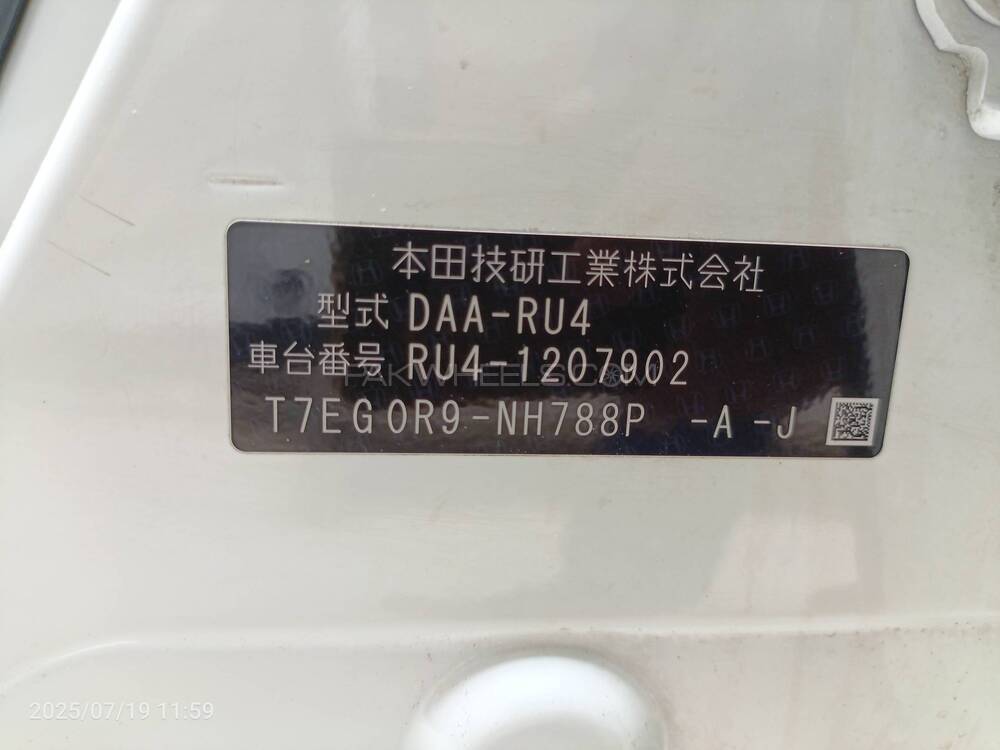 本田技研工業株式会社
型式 DAA-RU4
車台番号 RU4-1207902
PAKWHEELS.COM
T7EG0R9-NH788P -A -J
2025/07/19 11:59